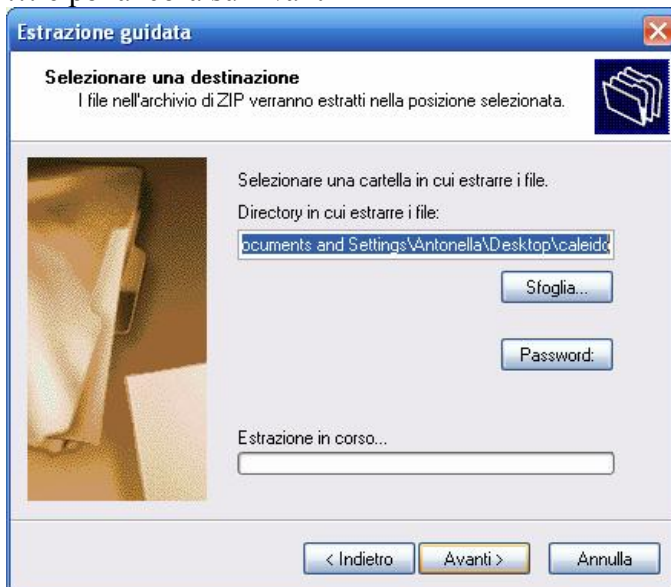 Estrazione guidata
Selezionare una destinazione
I file nell'archivio di ZIP verranno estratti nella posizione selezionata.
Selezionare una cartella in cui estrarre i file.
Directory in cui estrarre i file:
ocuments and Settings\Antonella\Desktop\caleido
Sfoglia...
Password:
Estrazione in corso...
< Indietro
Avanti >
Annulla